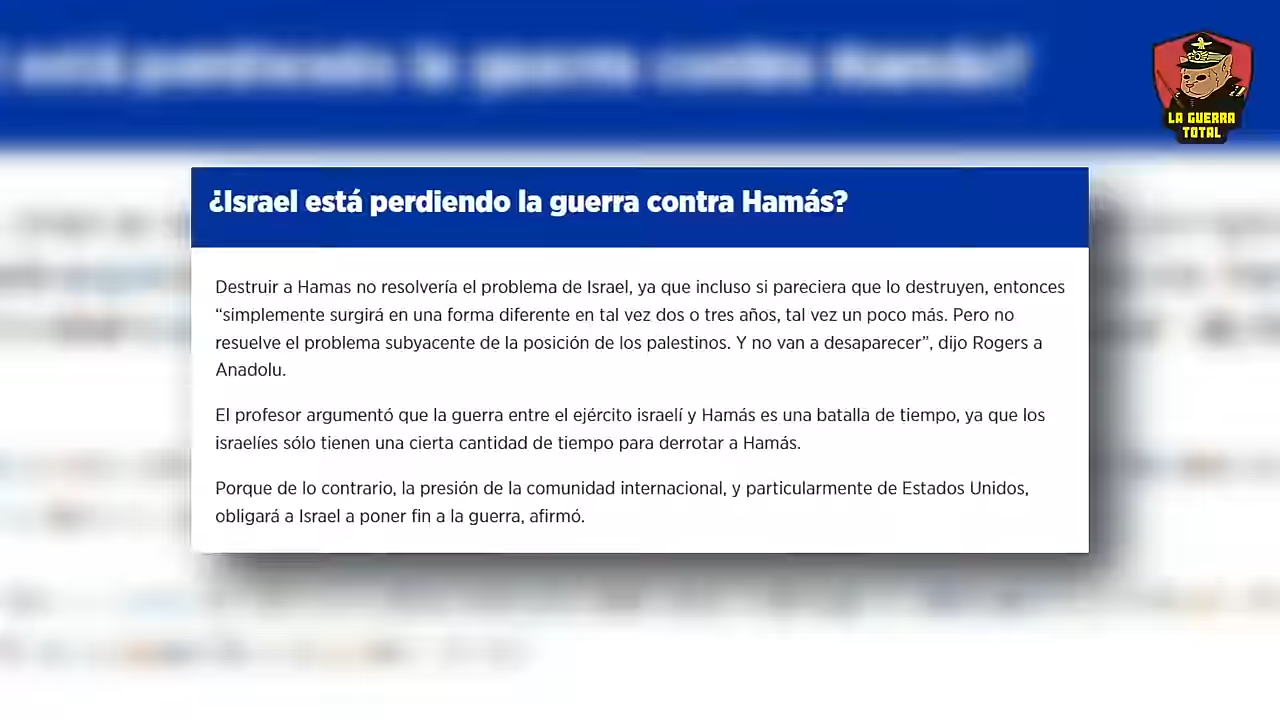 LA GUERRA
TOTAL
¿Israel está perdiendo la guerra contra Hamás?
Destruir a Hamas no resolvería el problema de Israel, ya que incluso si pareciera que lo destruyen, entonces
“simplemente surgirá en una forma diferente en tal vez dos o tres años, tal vez un poco más. Pero no
resuelve el problema subyacente de la posición de los palestinos. Y no van a desaparecer”, dijo Rogers a
Anadolu.
El profesor argumentó que la guerra entre el ejército israelí y Hamás es una batalla de tiempo, ya que los
israelíes sólo tienen una cierta cantidad de tiempo para derrotar a Hamás.
Porque de lo contrario, la presión de la comunidad internacional, y particularmente de Estados Unidos,
obligará a Israel a poner fin a la guerra, afirmó.